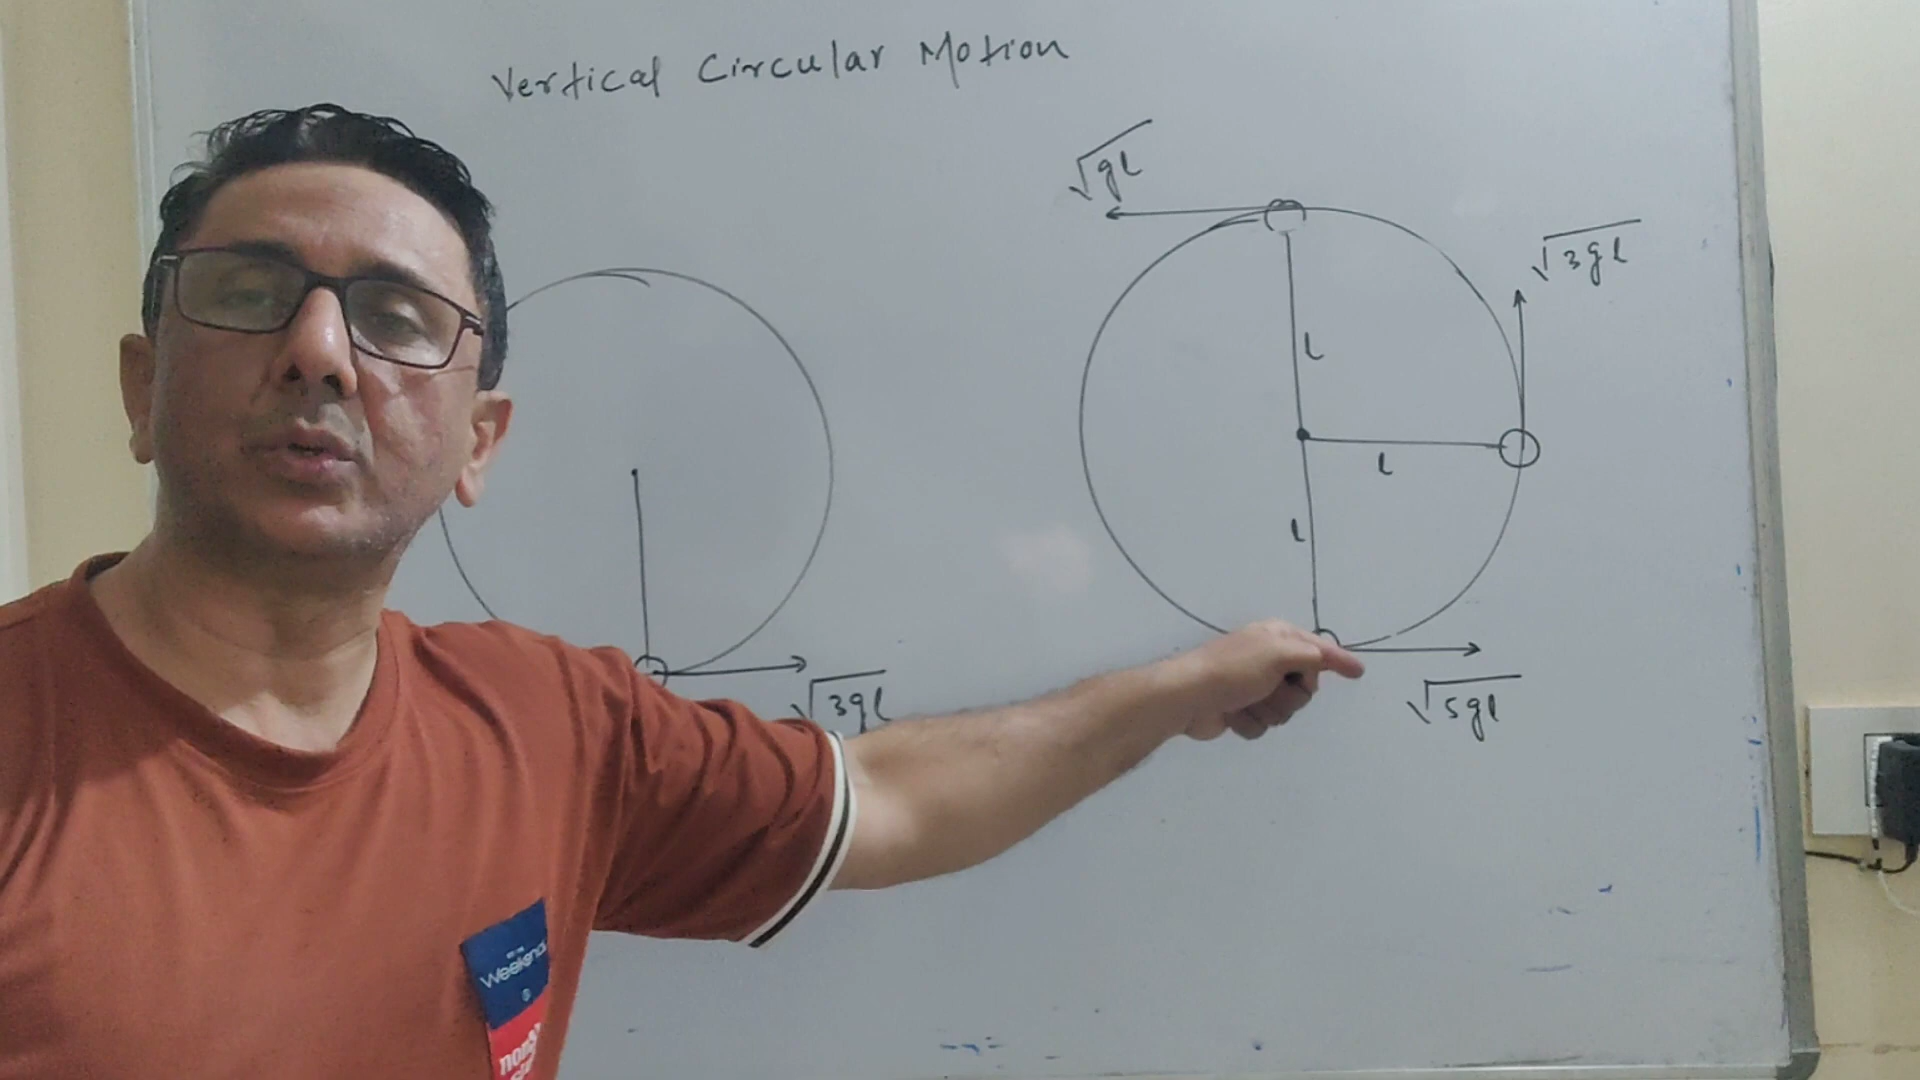 Vertical Circular Motion
√gl
√3gl
l
l
l
√3gl
√5gl
Weekend